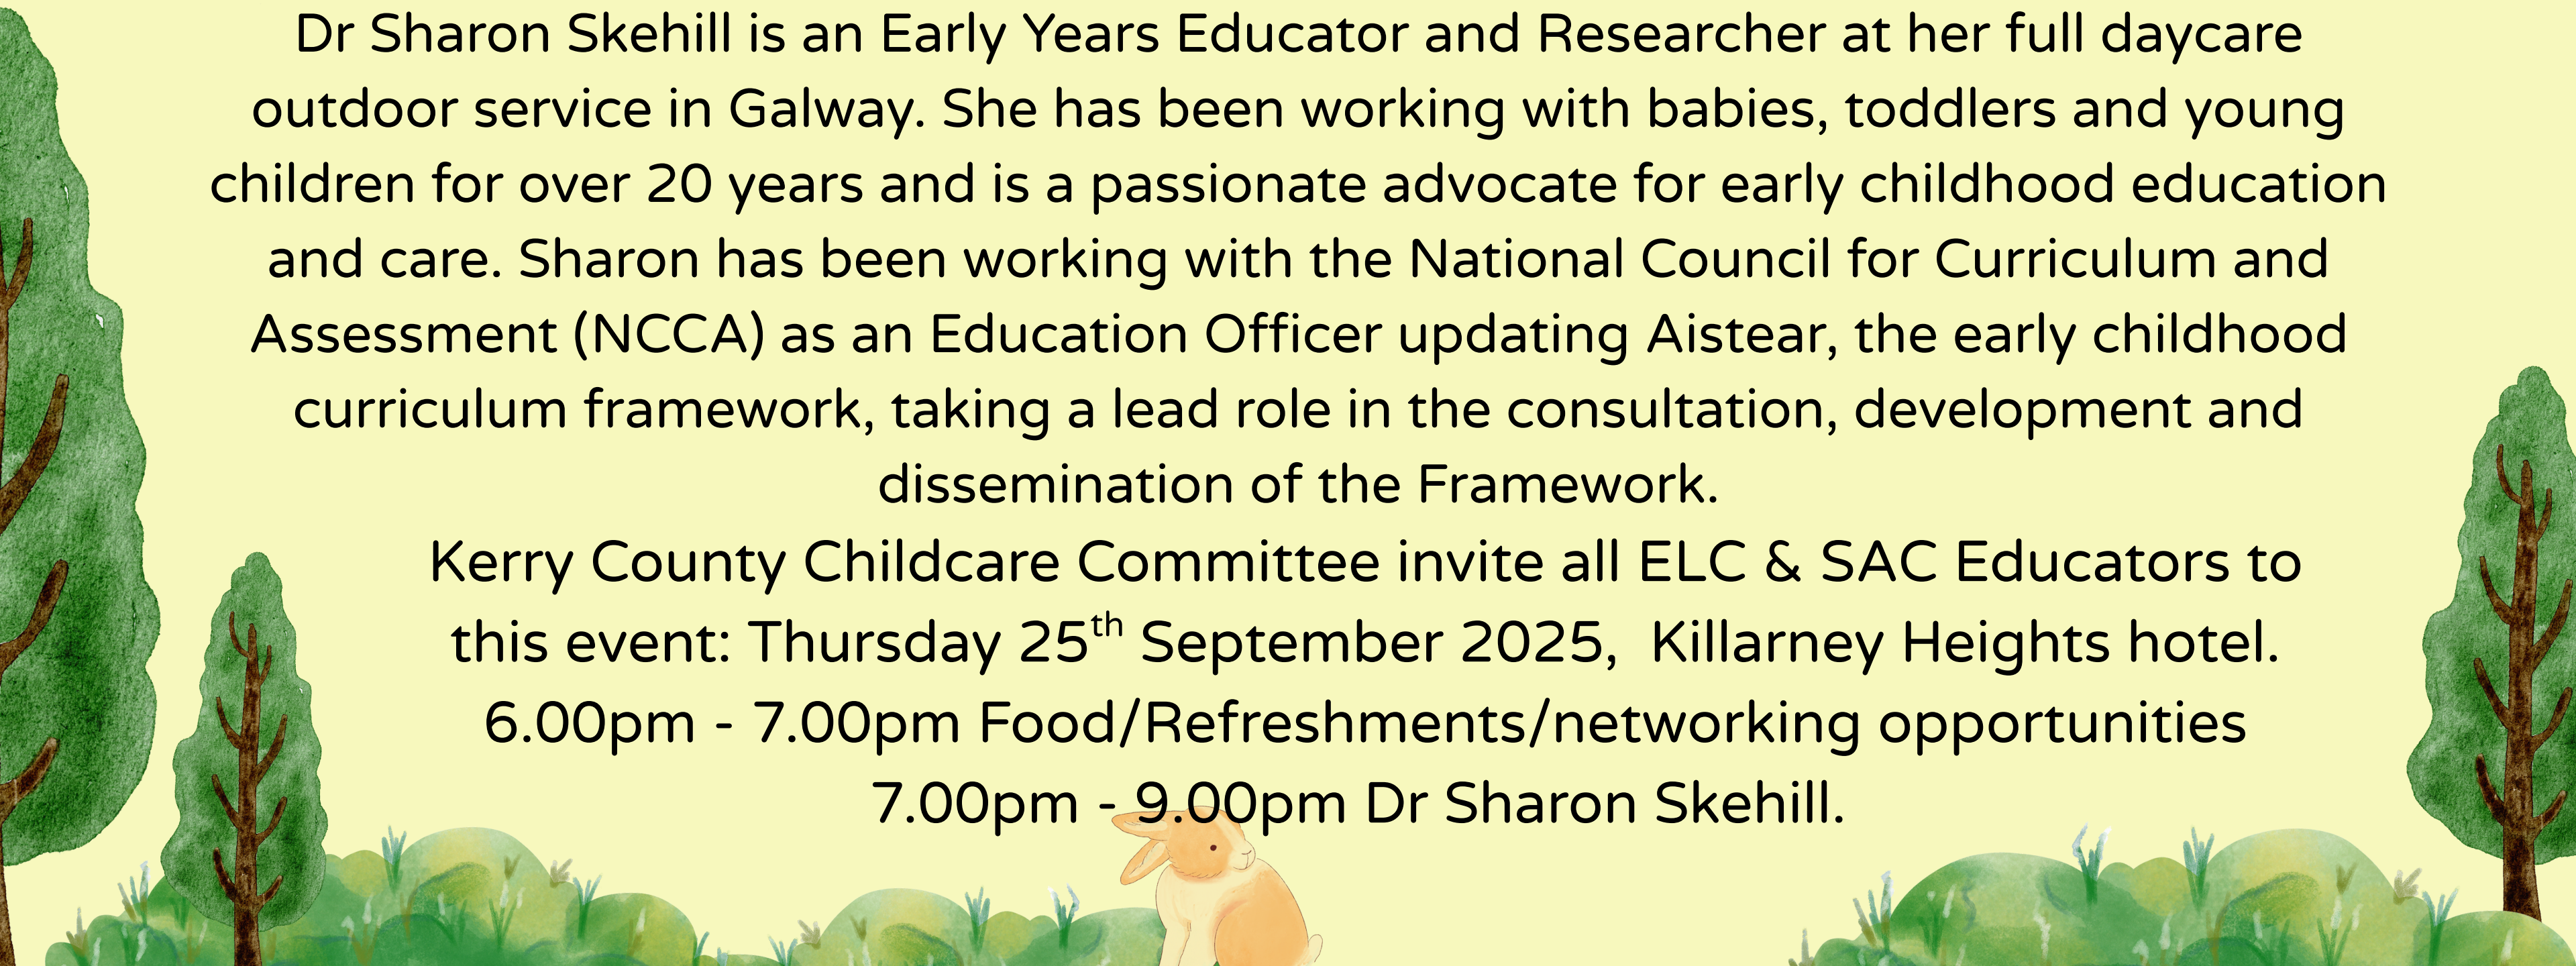 Dr Sharon Skehill is an Early Years Educator and Researcher at her full daycare
outdoor service in Galway. She has been working with babies, toddlers and young
children for over 20 years and is a passionate advocate for early childhood education
and care. Sharon has been working with the National Council for Curriculum and
Assessment (NCCA) as an Education Officer updating Aistear, the early childhood
curriculum framework, taking a lead role in the consultation, development and
dissemination of the Framework.
Kerry County Childcare Committee invite all ELC & SAC Educators to
this event: Thursday 25th September 2025,  Killarney Heights hotel.
6.00pm - 7.00pm Food/Refreshments/networking opportunities
7.00pm - 9.00pm Dr Sharon Skehill.